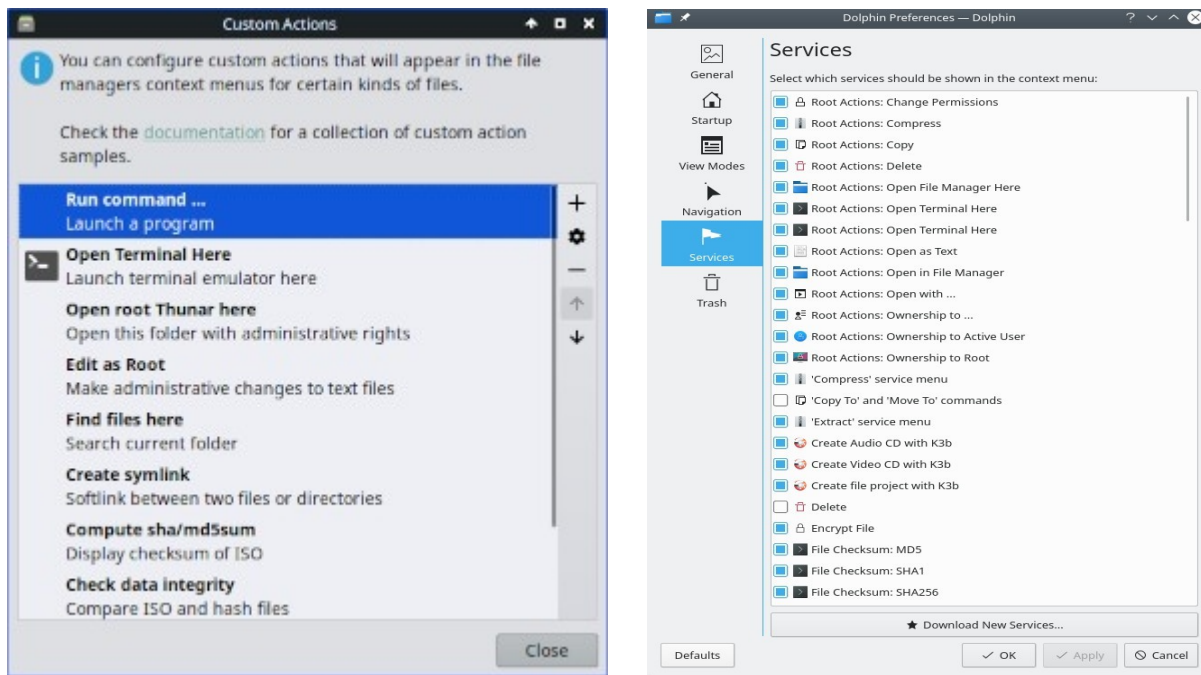 Custom Actions
You can configure custom actions that will appear in the file
managers context menus for certain kinds of files.
Check the documentation for a collection of custom action
samples.
Run command ...
Launch a program
Open Terminal Here
Launch terminal emulator here
Open root Thunar here
Open this folder with administrative rights
Edit as Root
Make administrative changes to text files
Find files here
Search current folder
Create symlink
Softlink between two files or directories
Compute sha/md5sum
Display checksum of ISO
Check data integrity
Compare ISO and hash files
Close
Dolphin Preferences — Dolphin
General
Startup
View Modes
Navigation
Services
Trash
Services
Select which services should be shown in the context menu:
Root Actions: Change Permissions
Root Actions: Compress
Root Actions: Copy
Root Actions: Delete
Root Actions: Open File Manager Here
Root Actions: Open Terminal Here
Root Actions: Open Terminal Here
Root Actions: Open as Text
Root Actions: Open in File Manager
Root Actions: Open with ...
Root Actions: Ownership to ...
Root Actions: Ownership to Active User
Root Actions: Ownership to Root
'Compress' service menu
'Copy To' and 'Move To' commands
'Extract' service menu
Create Audio CD with K3b
Create Video CD with K3b
Create file project with K3b
Delete
Encrypt File
File Checksum: MD5
File Checksum: SHA1
File Checksum: SHA256
Download New Services...
Defaults
OK
Apply
Cancel